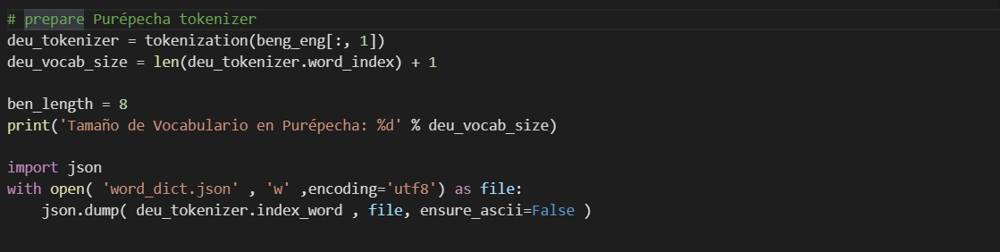 # prepare Purépecha tokenizer
deu_tokenizer = tokenization(beng_eng[:, 1])
deu_vocab_size = len(deu_tokenizer.word_index) + 1

ben_length = 8
print('Tamaño de Vocabulario en Purépecha: %d' % deu_vocab_size)

import json
with open( 'word_dict.json' , 'w' ,encoding='utf8') as file:
    json.dump( deu_tokenizer.index_word , file, ensure_ascii=False )